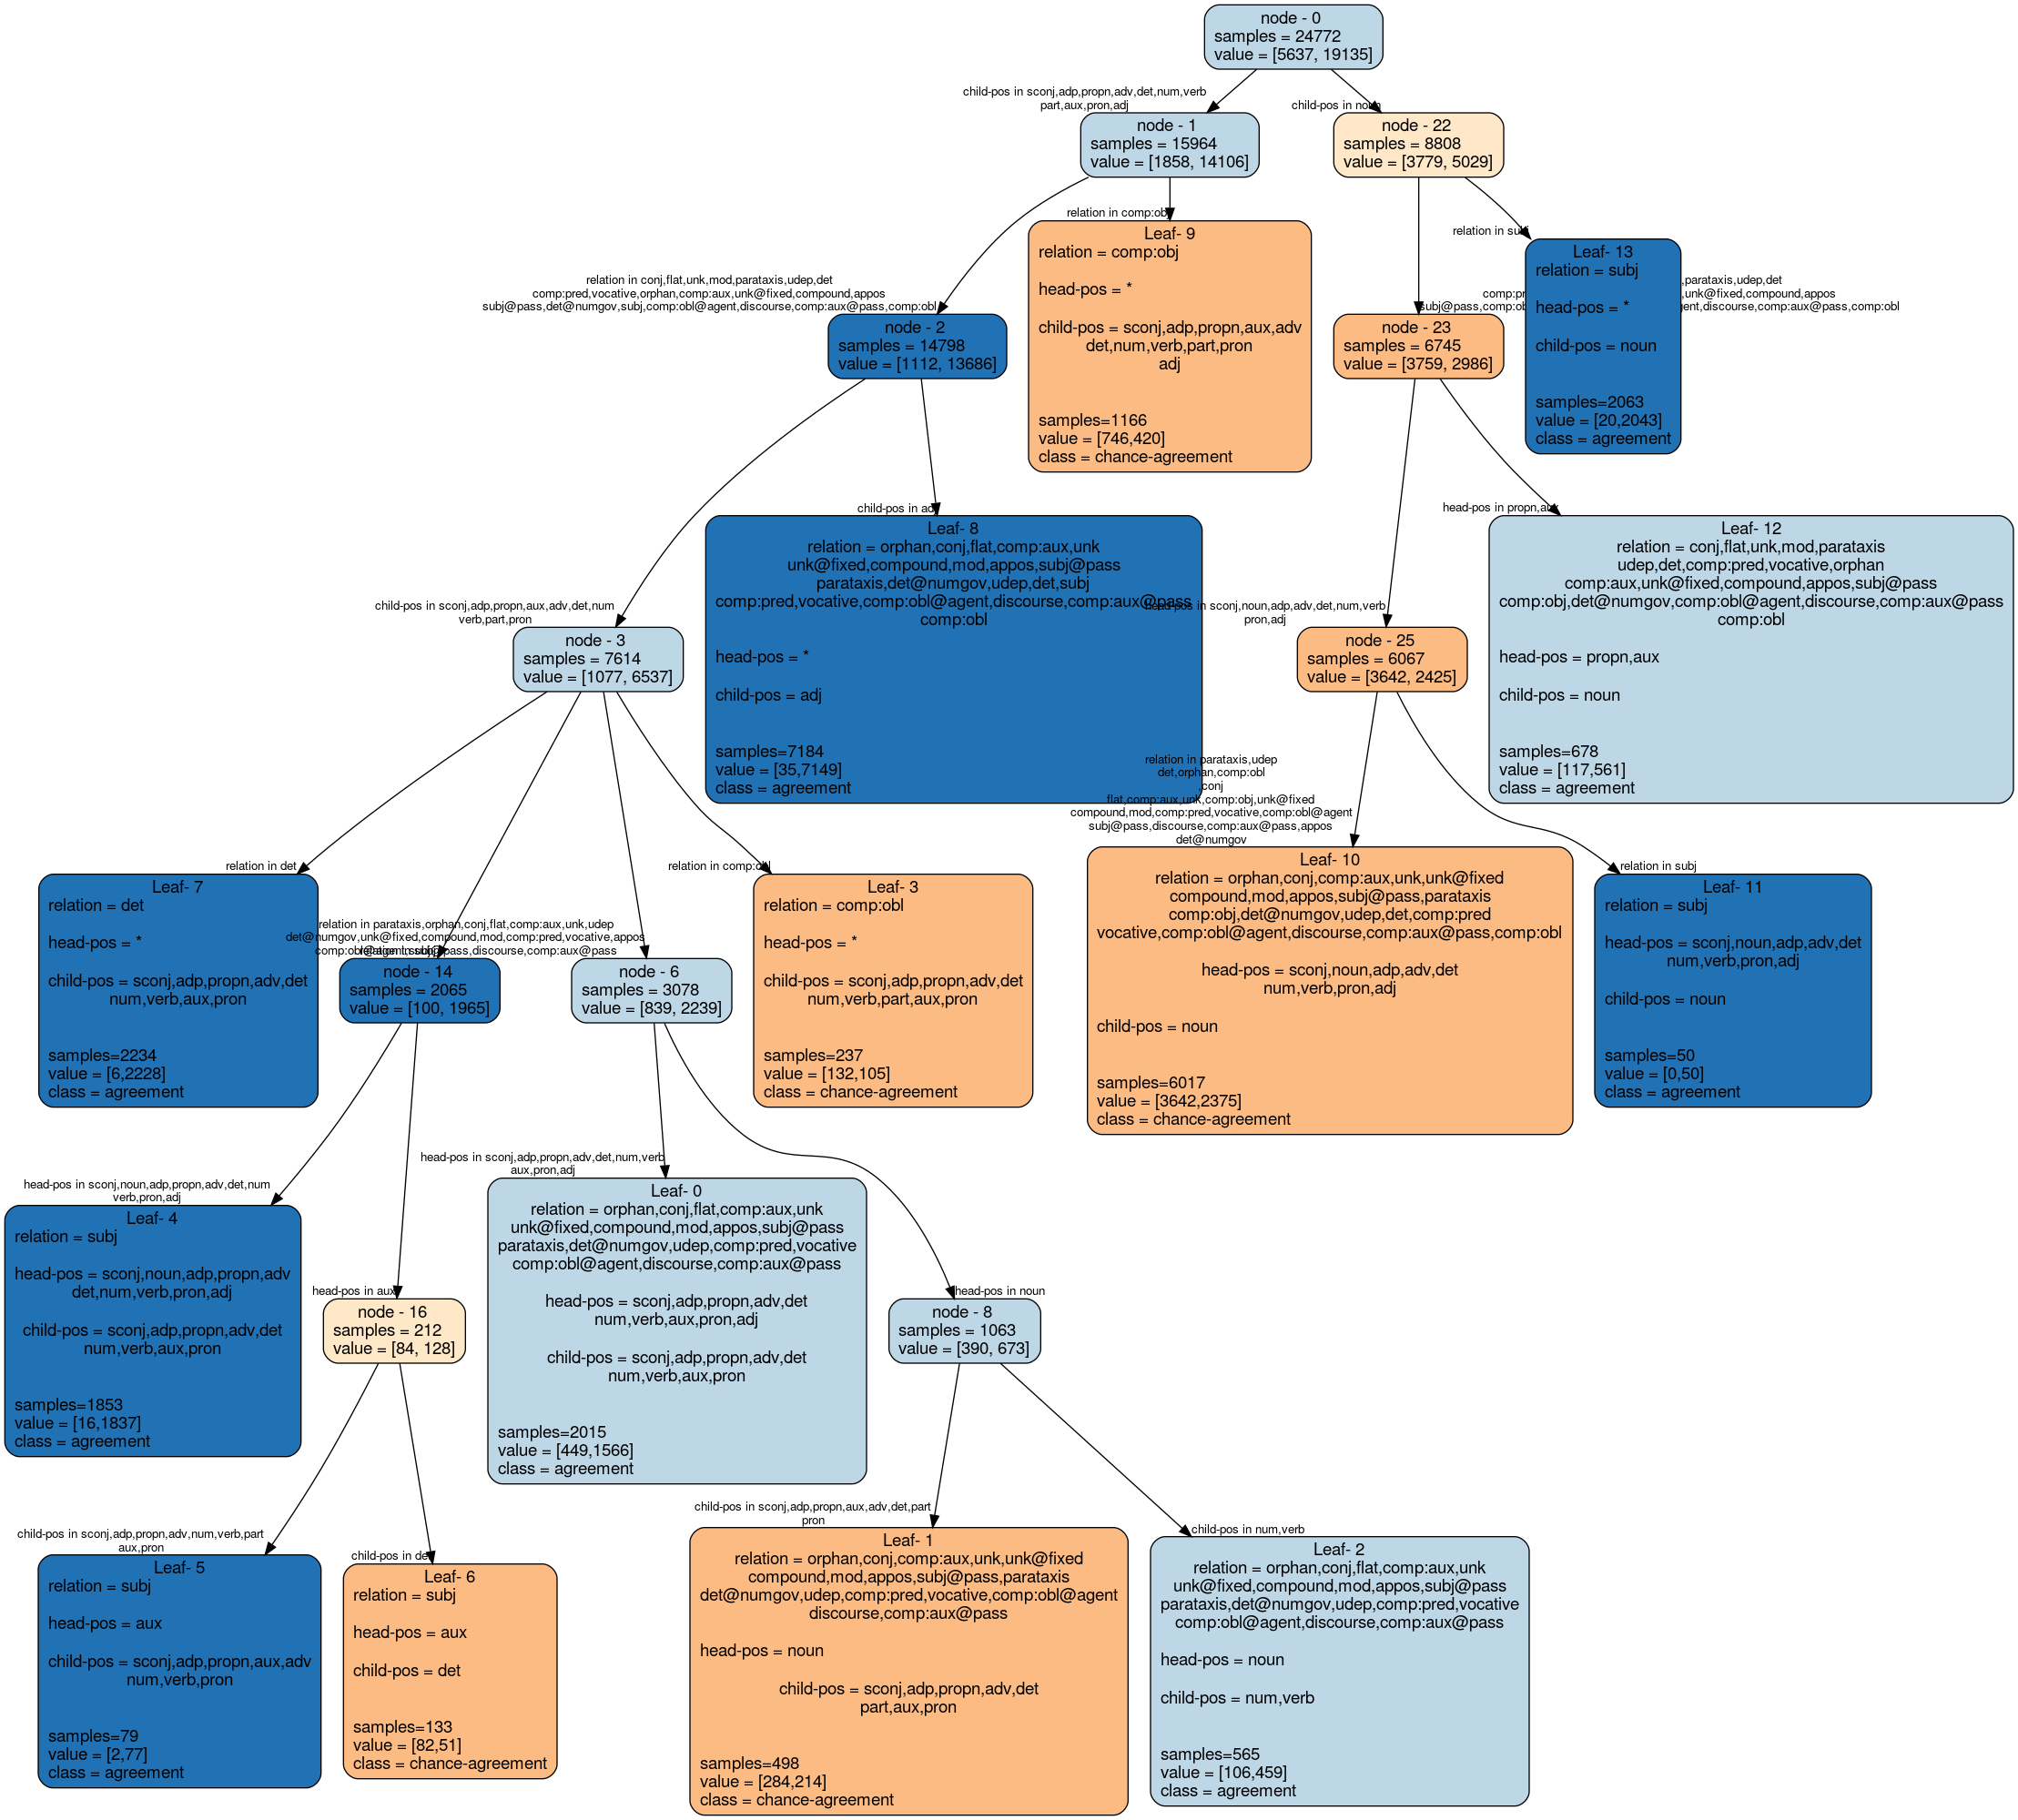 node - 0
samples = 24772
value = [5637, 19135]
child-pos in sconj,adp,propn,adv,det,num,verb
part,aux,pron,adj
child-pos in noun
node - 1
samples = 15964
value = [1858, 14106]
node - 22
samples = 8808
value = [3779, 5029]
relation in conj,flat,unk,mod,parataxis,udep,det
comp:pred,vocative,orphan,comp:aux,unk@fixed,compound,appos
subj@pass,det@numgov,subj,comp:obl@agent,discourse,comp:aux@pass,comp:obl
relation in comp:obj
Leaf- 9
relation = comp:obj
head-pos = *
child-pos = sconj,adp,propn,aux,adv
det,num,verb,part,pron
adj
samples=1166
value = [746,420]
class = chance-agreement
relation in subj
Leaf- 13
relation = subj
head-pos = *
child-pos = noun
samples=2063
value = [20,2043]
class = agreement
,parataxis,udep,det
,unk@fixed,compound,appos
subj@pass,comp:
discourse,comp:aux@pass,comp:obl
node - 2
samples = 14798
value = [1112, 13686]
node - 23
samples = 6745
value = [3759, 2986]
child-pos in sconj,adp,propn,aux,adv,det,num
verb,part,pron
child-pos in adj
Leaf- 8
relation = orphan,conj,flat,comp:aux,unk
unk@fixed,compound,mod,appos,subj@pass
parataxis,det@numgov,udep,det,subj
comp:pred,vocative,comp:obl@agent,discourse,comp:aux@pass
comp:obl
head-pos = *
child-pos = adj
samples=7184
value = [35,7149]
class = agreement
head-pos in sconj,noun,adp,adv,det,num,verb
pron,adj
head-pos in propn,aux
Leaf- 12
relation = conj,flat,unk,mod,parataxis
udep,det,comp:pred,vocative,orphan
comp:aux,unk@fixed,compound,appos,subj@pass
comp:obj,det@numgov,comp:obl@agent,discourse,comp:aux@pass
comp:obl
head-pos = propn,aux
child-pos = noun
samples=678
value = [117,561]
class = agreement
node - 3
samples = 7614
value = [1077, 6537]
node - 25
samples = 6067
value = [3642, 2425]
relation in det
Leaf- 7
relation = det
head-pos = *
child-pos = sconj,adp,propn,adv,det
num,verb,aux,pron
samples=2234
value = [6,2228]
class = agreement
relation in subj
relation in parataxis,orphan,conj,flat,comp:aux,unk,udep
det@numgov,unk@fixed,compound,mod,comp:pred,vocative,appos
comp:obl@agent,subj@pass,discourse,comp:aux@pass
node - 14
samples = 2065
value = [100, 1965]
node - 6
samples = 3078
value = [839, 2239]
relation in comp:obl
Leaf- 3
relation = comp:obl
head-pos = *
child-pos = sconj,adp,propn,adv,det
num,verb,part,aux,pron
samples=237
value = [132,105]
class = chance-agreement
relation in parataxis,udep
det,orphan,comp:obl
,conj
flat,comp:aux,unk,comp:obj,unk@fixed
compound,mod,comp:pred,vocative,comp:obl@agent
subj@pass,discourse,comp:aux@pass,appos
det@numgov
Leaf- 10
relation = orphan,conj,comp:aux,unk,unk@fixed
compound,mod,appos,subj@pass,parataxis
comp:obj,det@numgov,udep,det,comp:pred
vocative,comp:obl@agent,discourse,comp:aux@pass,comp:obl
head-pos = sconj,noun,adp,adv,det
num,verb,pron,adj
child-pos = noun
samples=6017
value = [3642,2375]
class = chance-agreement
relation in subj
Leaf- 11
relation = subj
head-pos = sconj,noun,adp,adv,det
num,verb,pron,adj
child-pos = noun
samples=50
value = [0,50]
class = agreement
head-pos in sconj,noun,adp,propn,adv,det,num
verb,pron,adj
Leaf- 4
relation = subj
head-pos = sconj,noun,adp,propn,adv
det,num,verb,pron,adj
child-pos = sconj,adp,propn,adv,det
num,verb,aux,pron
samples=1853
value = [16,1837]
class = agreement
head-pos in aux
node - 16
samples = 212
value = [84, 128]
head-pos in sconj,adp,propn,adv,det,num,verb
aux,pron,adj
Leaf- 0
relation = orphan,conj,flat,comp:aux,unk
unk@fixed,compound,mod,appos,subj@pass
parataxis,det@numgov,udep,comp:pred,vocative
comp:obl@agent,discourse,comp:aux@pass
head-pos = sconj,adp,propn,adv,det
num,verb,aux,pron,adj
child-pos = sconj,adp,propn,adv,det
num,verb,aux,pron
samples=2015
value = [449,1566]
class = agreement
head-pos in noun
node - 8
samples = 1063
value = [390, 673]
child-pos in sconj,adp,propn,adv,num,verb,part
aux,pron
Leaf- 5
relation = subj
head-pos = aux
child-pos = sconj,adp,propn,aux,adv
num,verb,pron
samples=79
value = [2,77]
class = agreement
child-pos in det
Leaf- 6
relation = subj
head-pos = aux
child-pos = det
samples=133
value = [82,51]
class = chance-agreement
child-pos in sconj,adp,propn,aux,adv,det,part
pron
Leaf- 1
relation = orphan,conj,comp:aux,unk,unk@fixed
compound,mod,appos,subj@pass,parataxis
det@numgov,udep,comp:pred,vocative,comp:obl@agent
discourse,comp:aux@pass
head-pos = noun
child-pos = sconj,adp,propn,adv,det
part,aux,pron
samples=498
value = [284,214]
class = chance-agreement
child-pos in num,verb
Leaf- 2
relation = orphan,conj,flat,comp:aux,unk
unk@fixed,compound,mod,appos,subj@pass
parataxis,det@numgov,udep,comp:pred,vocative
comp:obl@agent,discourse,comp:aux@pass
head-pos = noun
child-pos = num,verb
samples=565
value = [106,459]
class = agreement